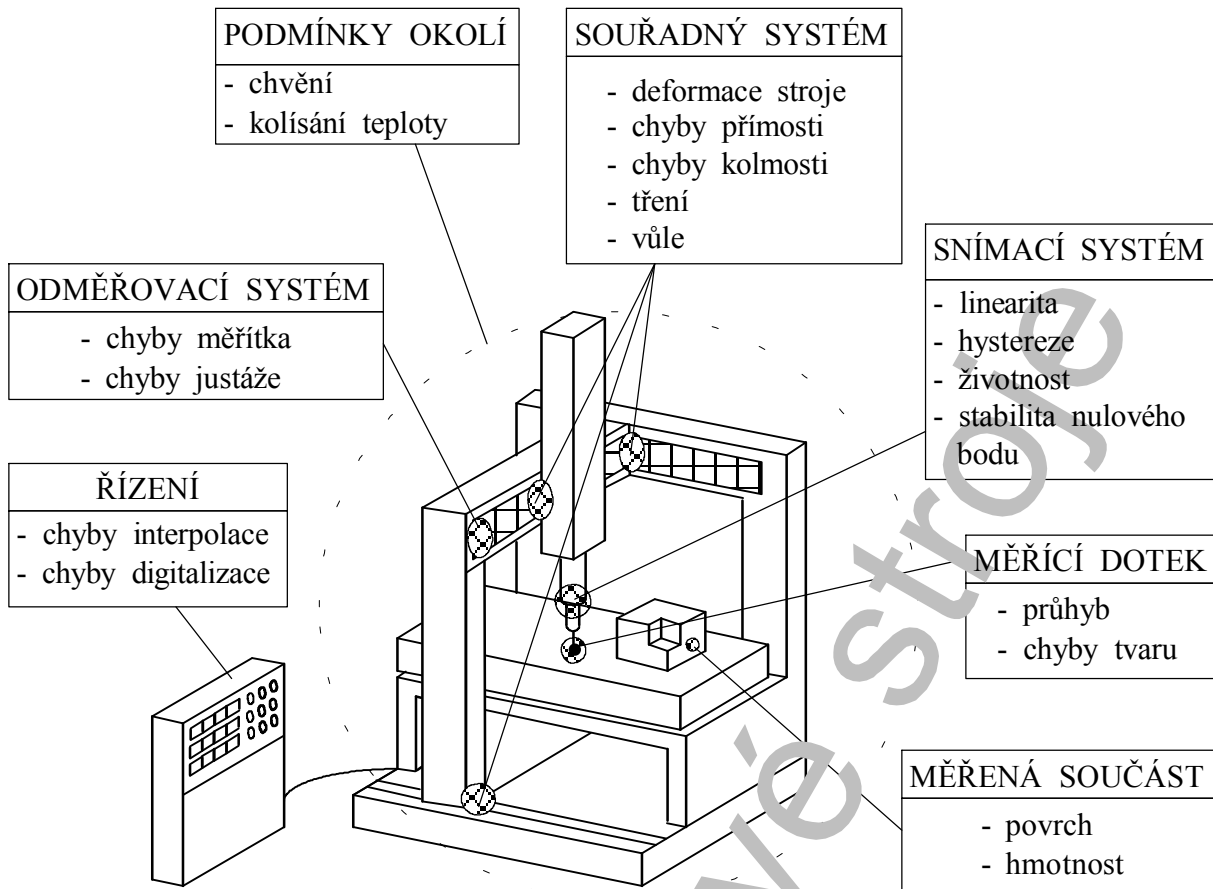 PODMÍNKY OKOLÍ
- chvění
- kolísání teploty
SOUŘADNÝ SYSTÉM
- deformace stroje
- chyby přímosti
- chyby kolmosti
- tření
- vůle
ODMĚŘOVACÍ SYSTÉM
- chyby měřítka
- chyby justáže
SNÍMACÍ SYSTÉM
- linearita
- hystereze
- životnost
- stabilita nulového
bodu
ŘÍZENÍ
- chyby interpolace
- chyby digitalizace
MĚŘÍCÍ DOTEK
- průhyb
- chyby tvaru
MĚŘENÁ SOUČÁST
- povrch
- hmotnost
vé stroje